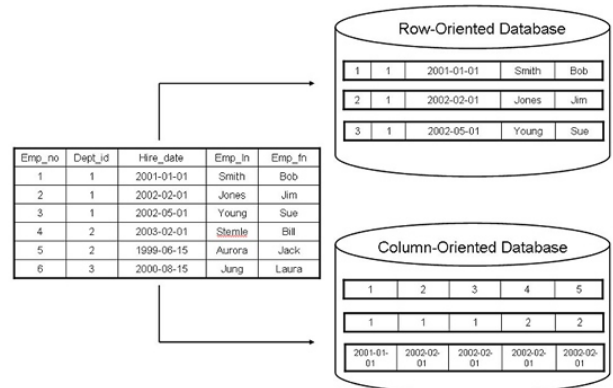 Row-Oriented Database
1 1 2001-01-01 Smith Bob
2 1 2002-02-01 Jones Jim
3 1 2002-05-01 Young Sue
Emp_no Dept_id Hire_date Emp_ln Emp_fn
1 1 2001-01-01 Smith Bob
2 1 2002-02-01 Jones Jim
3 1 2002-05-01 Young Sue
4 2 2003-02-01 Stemle Bill
5 2 1999-06-15 Aurora Jack
6 3 2000-08-15 Jung Laura
Column-Oriented Database
1 2 3 4 5
1 1 1 2 2
2001-01- 2002-02- 2002-02- 2002-02- 2002-02-
01 01 01 01 01